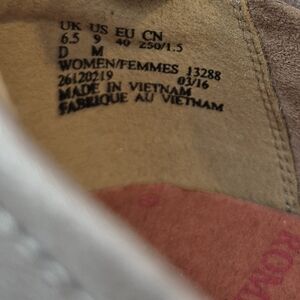 UK US EU CN
6.5 9 40 250/1.5
D M
WOMEN/FEMMES 13288
26120219 03/16
MADE IN VIETNAM
FABRIQUE AU VIETNAM